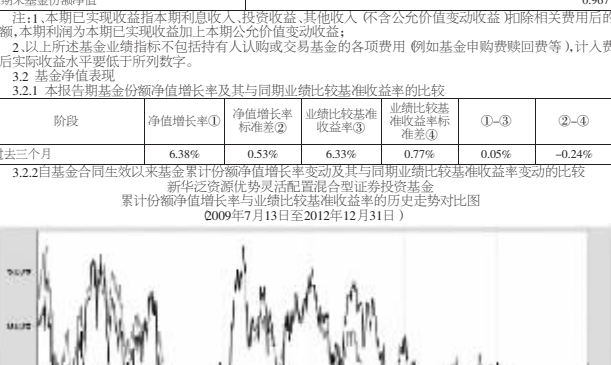 期末基金份额净值 0.967
注:1、本期已实现收益指本期利息收入、投资收益、其他收入(不含公允价值变动收益)扣除相关费用后的
额,本期利润为本期已实现收益加上本期公允价值变动收益;
2、以上所述基金业绩指标不包括持有人认购或交易基金的各项费用(例如基金申购费赎回费等),计入费
后实际收益水平要低于所列数字。
3.2 基金净值表现
3.2.1 本报告期基金份额净值增长率及其与同期业绩比较基准收益率的比较
阶段 净值增长率① 净值增长率标准差② 业绩比较基准收益率③ 业绩比较基准收益率标准差④ ①-③ ②-④
过去三个月 6.38% 0.53% 6.33% 0.77% 0.05% -0.24%
3.2.2自基金合同生效以来基金累计份额净值增长率变动及其与同期业绩比较基准收益率变动的比较
新华泛资源优势灵活配置混合型证券投资基金
累计份额净值增长率与业绩比较基准收益率的历史走势对比图
(2009年7月13日至2012年12月31日)